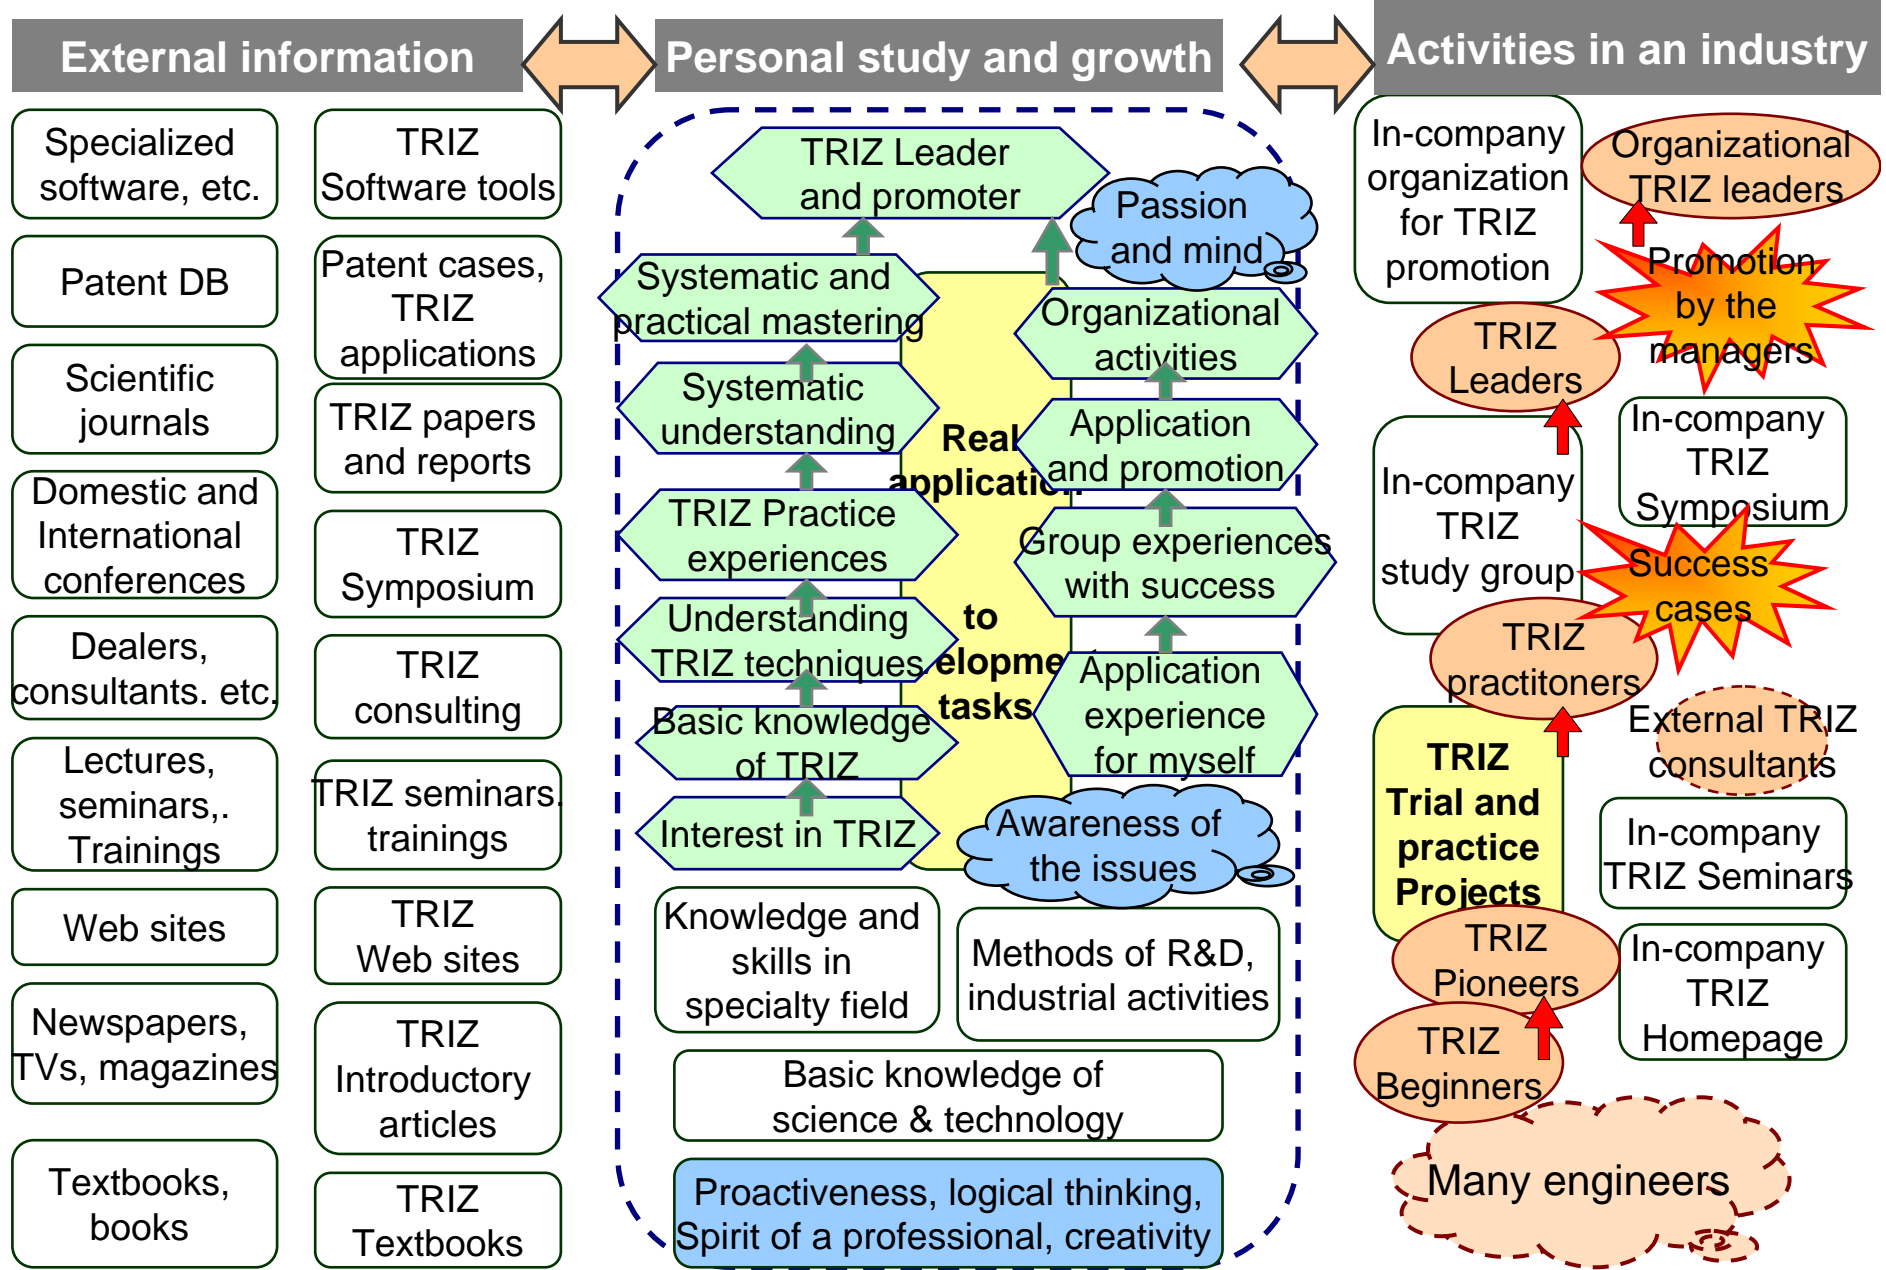 External information
Personal study and growth
Activities in an industry
Specialized
software, etc.
Patent DB
Scientific
journals
Domestic and
International
conferences
Dealers,
consultants. etc.
Lectures,
seminars,.
Trainings
Web sites
Newspapers,
TVs, magazines
Textbooks,
books
TRIZ
Software tools
Patent cases,
TRIZ
applications
TRIZ papers
and reports
TRIZ
Symposium
TRIZ
consulting
TRIZ seminars.
trainings
TRIZ
Web sites
TRIZ
Introductory
articles
TRIZ
Textbooks
TRIZ Leader
and promoter
Passion
and mind
Systematic and
practical mastering
Systematic
understanding
TRIZ Practice
experiences
Understanding
TRIZ techniques
Basic knowledge
of TRIZ
Interest in TRIZ
Real
application
to
velopment
tasks
Organizational
activities
Application
and promotion
Group experiences
with success
Application
experience
for myself
Awareness of
the issues
Knowledge and
skills in
specialty field
Methods of R&D,
industrial activities
Basic knowledge of
science & technology
Proactiveness, logical thinking,
Spirit of a professional, creativity
In-company
organization
for TRIZ
promotion
Organizational
TRIZ leaders
Promotion
by the
managers
TRIZ
Leaders
In-company
TRIZ
Symposium
In-company
TRIZ
study group
Success
cases
TRIZ
practitoners
External TRIZ
consultants
TRIZ
Trial and
practice
Projects
In-company
TRIZ Seminars
TRIZ
Pioneers
In-company
TRIZ
Homepage
TRIZ
Beginners
Many engineers